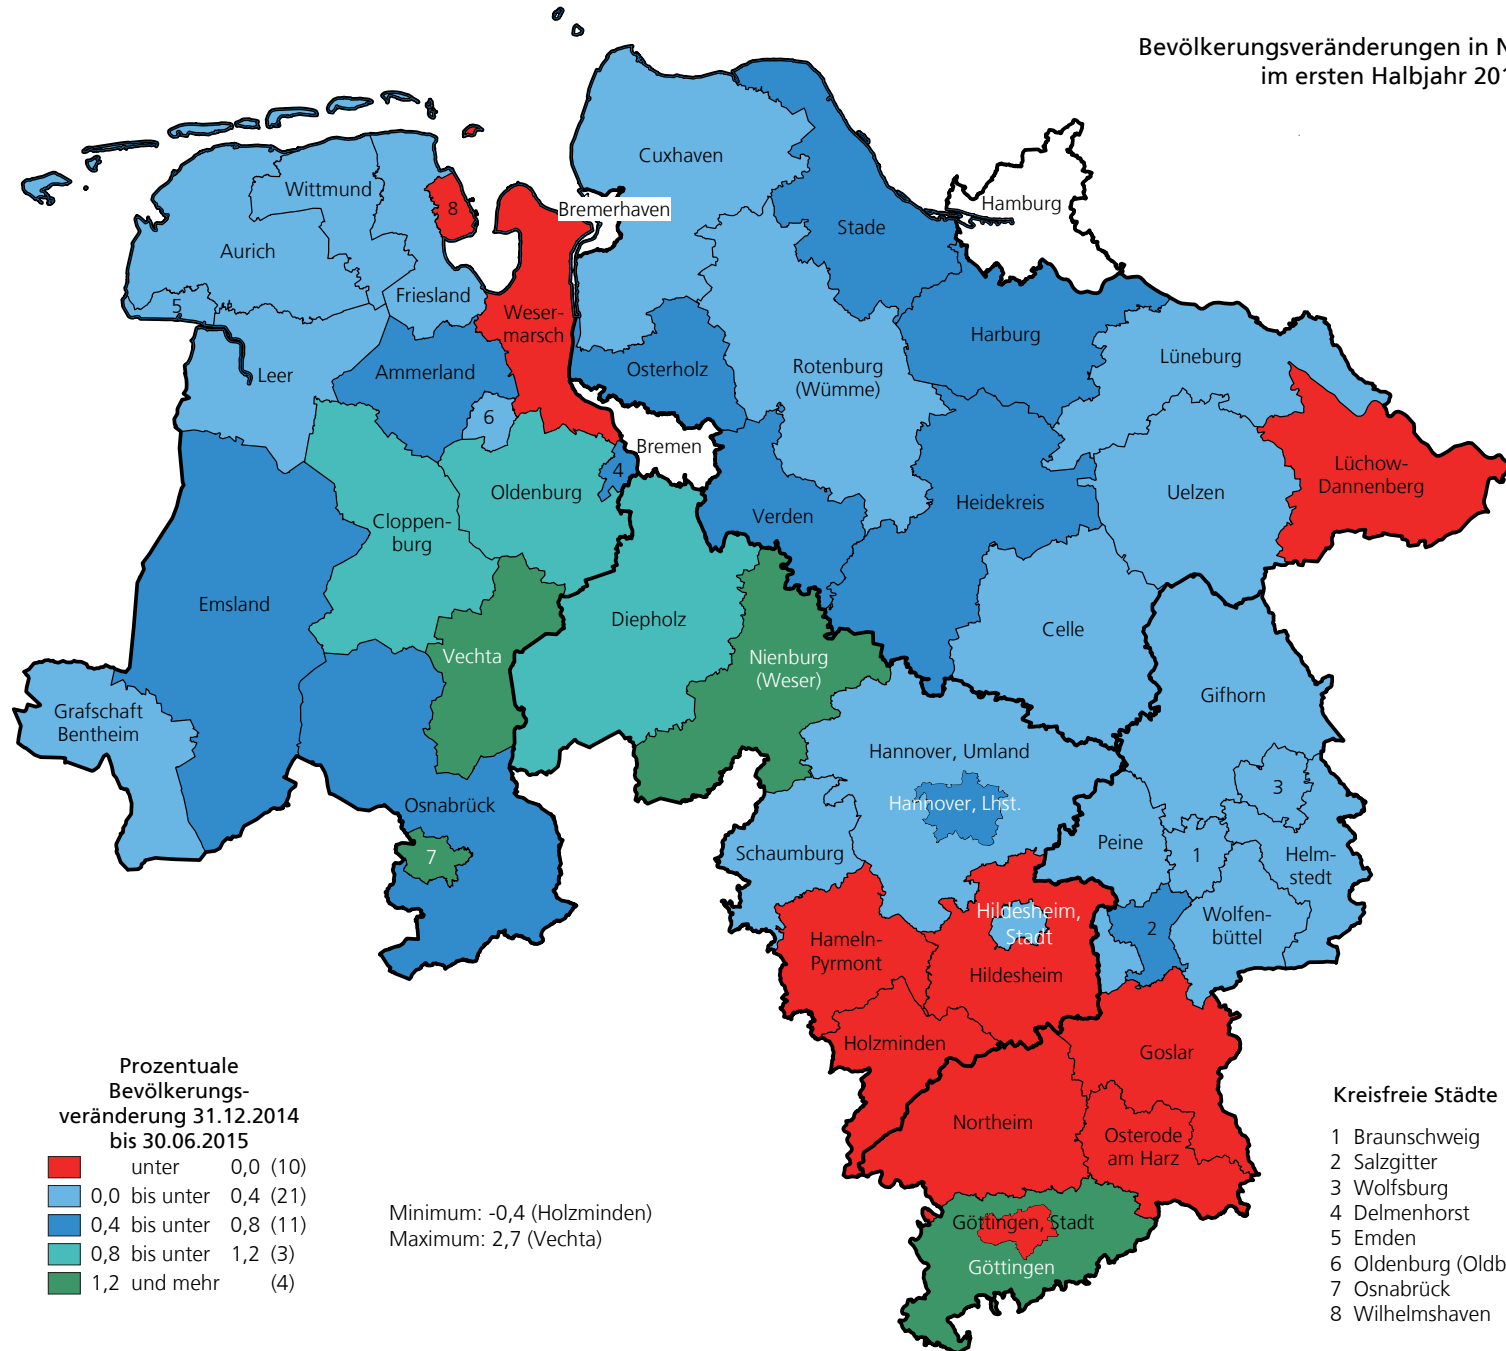 Bevölkerungsveränderungen in
im ersten Halbjahr
Cuxhaven
Wittmund
8
Bremerhaven
Hamburg
Stade
Aurich
Friesland
5
Weser-
marsch
Harburg
Lüneburg
Leer
Ammerland
Osterholz
Rotenburg
(Wümme)
6
Bremen
4
Lüchow-
Dannenberg
Oldenburg
Uelzen
Heidekreis
Verden
Cloppen-
burg
Emsland
Diepholz
Celle
Vechta
Nienburg
(Weser)
Gifhorn
Grafschaft
Bentheim
Hannover, Umland
3
Osnabrück
Hannover, Lhst.
Peine
7
Schaumburg
1
Helm-
stedt
Hildesheim,
Stadt
Wolfen-
büttel
2
Hameln-
Pyrmont
Hildesheim
Holzminden
Goslar
Northeim
Osterode
am Harz
Göttingen, Stadt
Göttingen
Prozentuale
Bevölkerungs-
veränderung 31.12.2014
bis 30.06.2015
unter 0,0 (10)
0,0 bis unter 0,4 (21)
0,4 bis unter 0,8 (11)
0,8 bis unter 1,2 (3)
1,2 und mehr (4)
Minimum: -0,4 (Holzminden)
Maximum: 2,7 (Vechta)
Kreisfreie Städte
1 Braunschweig
2 Salzgitter
3 Wolfsburg
4 Delmenhorst
5 Emden
6 Oldenburg (Oldb
7 Osnabrück
8 Wilhelmshaven